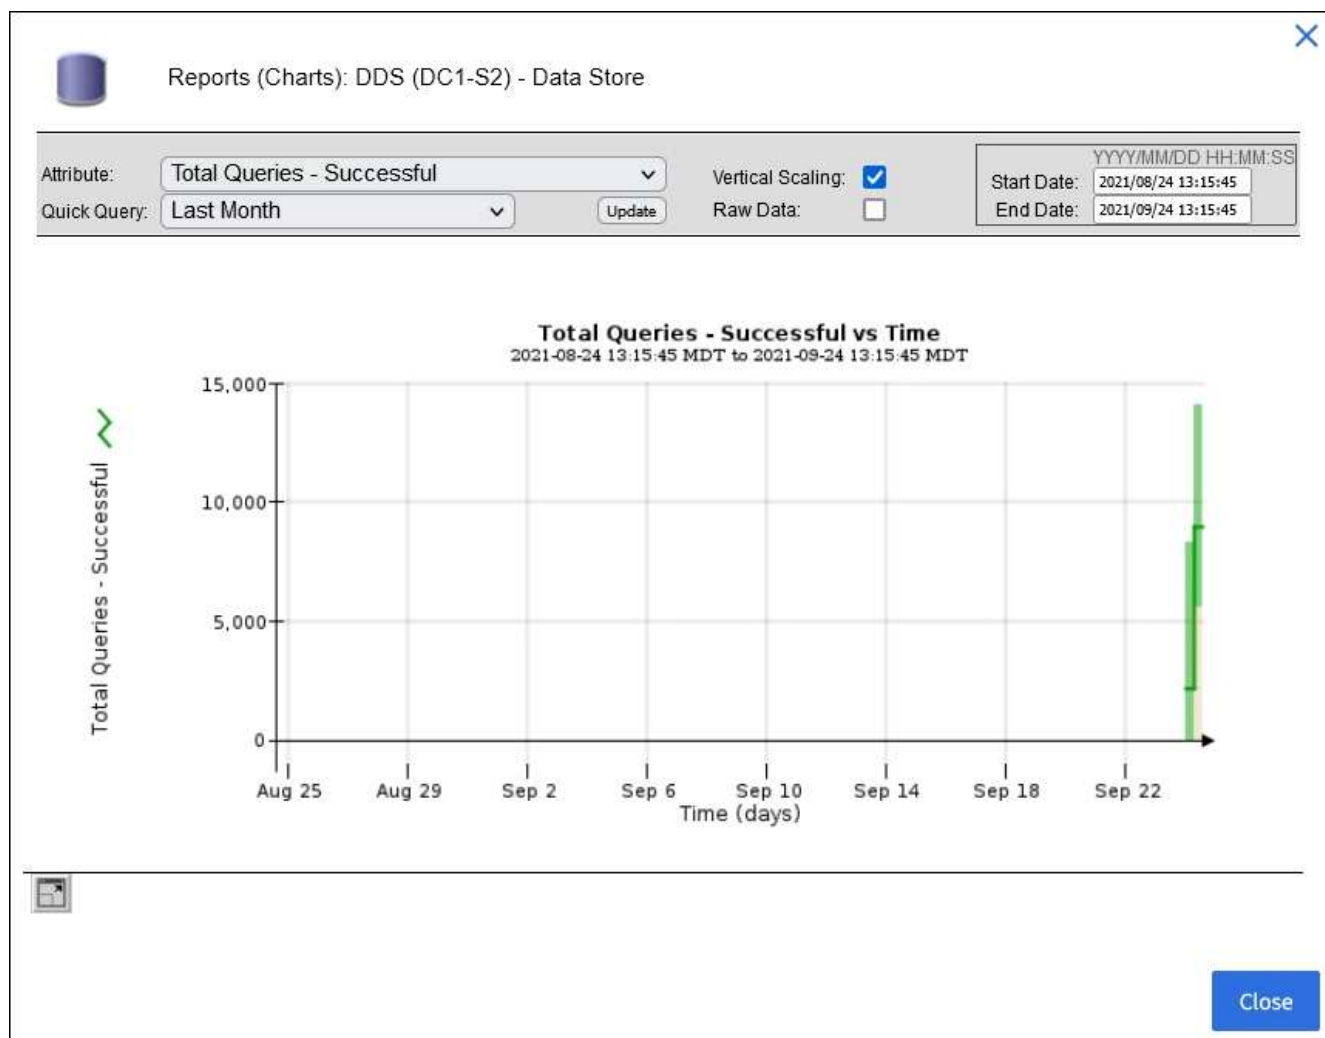 Reports (Charts): DDS (DC1-S2) - Data Store
YYYY/MM/DD HH:MM:SS
Attribute: Total Queries - Successful Vertical Scaling: Start Date: 2021/08/24 13:15:45
Quick Query: Last Month Update Raw Data: End Date: 2021/09/24 13:15:45
Total Queries - Successful vs Time
2021-08-24 13:15:45 MDT to 2021-09-24 13:15:45 MDT
Total Queries - Successful
15,000
10,000
5,000
0
Aug 25 Aug 29 Sep 2 Sep 6 Sep 10 Sep 14 Sep 18 Sep 22
Time (days)
Close